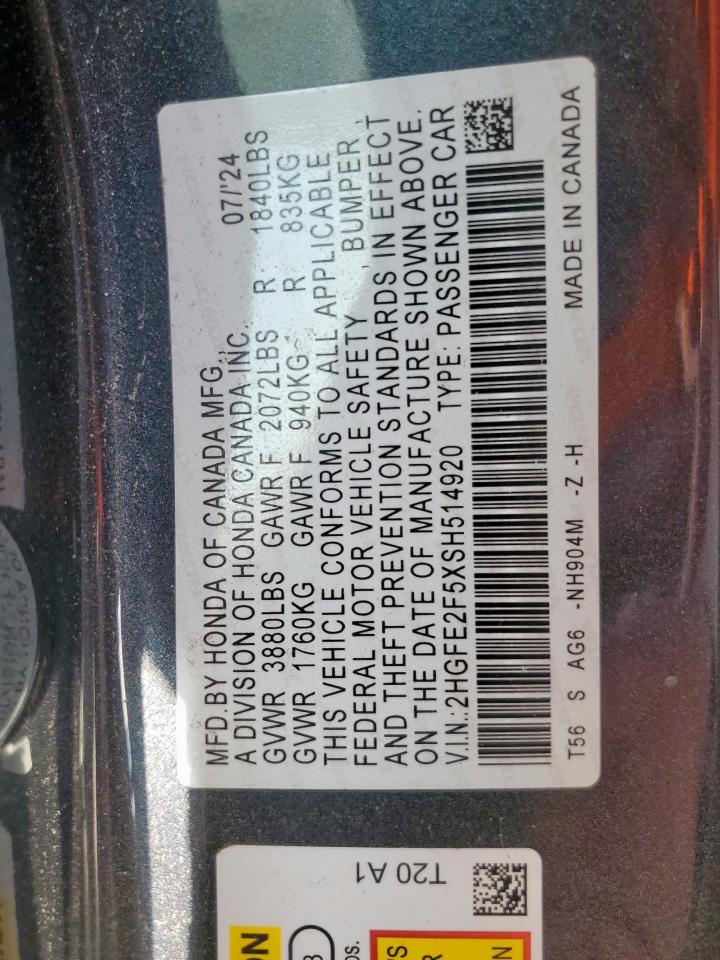 MFD.BY HONDA OF CANADA MFG., 07/'24
A DIVISION OF HONDA CANADA INC.
GVWR 3880LBS GAWR F 2072LBS R 1840LBS
GVWR 1760KG GAWR F 940KG R 835KG
THIS VEHICLE CONFORMS TO ALL APPLICABLE
FEDERAL MOTOR VEHICLE SAFETY, BUMPER,
AND THEFT PREVENTION STANDARDS IN EFFECT
ON THE DATE OF MANUFACTURE SHOWN ABOVE.
V.I.N.:2HGFE2F5XSH514920 TYPE: PASSENGER CAR
T56 S AG6 -NH904M -Z -H MADE IN CANADA
T20 A1